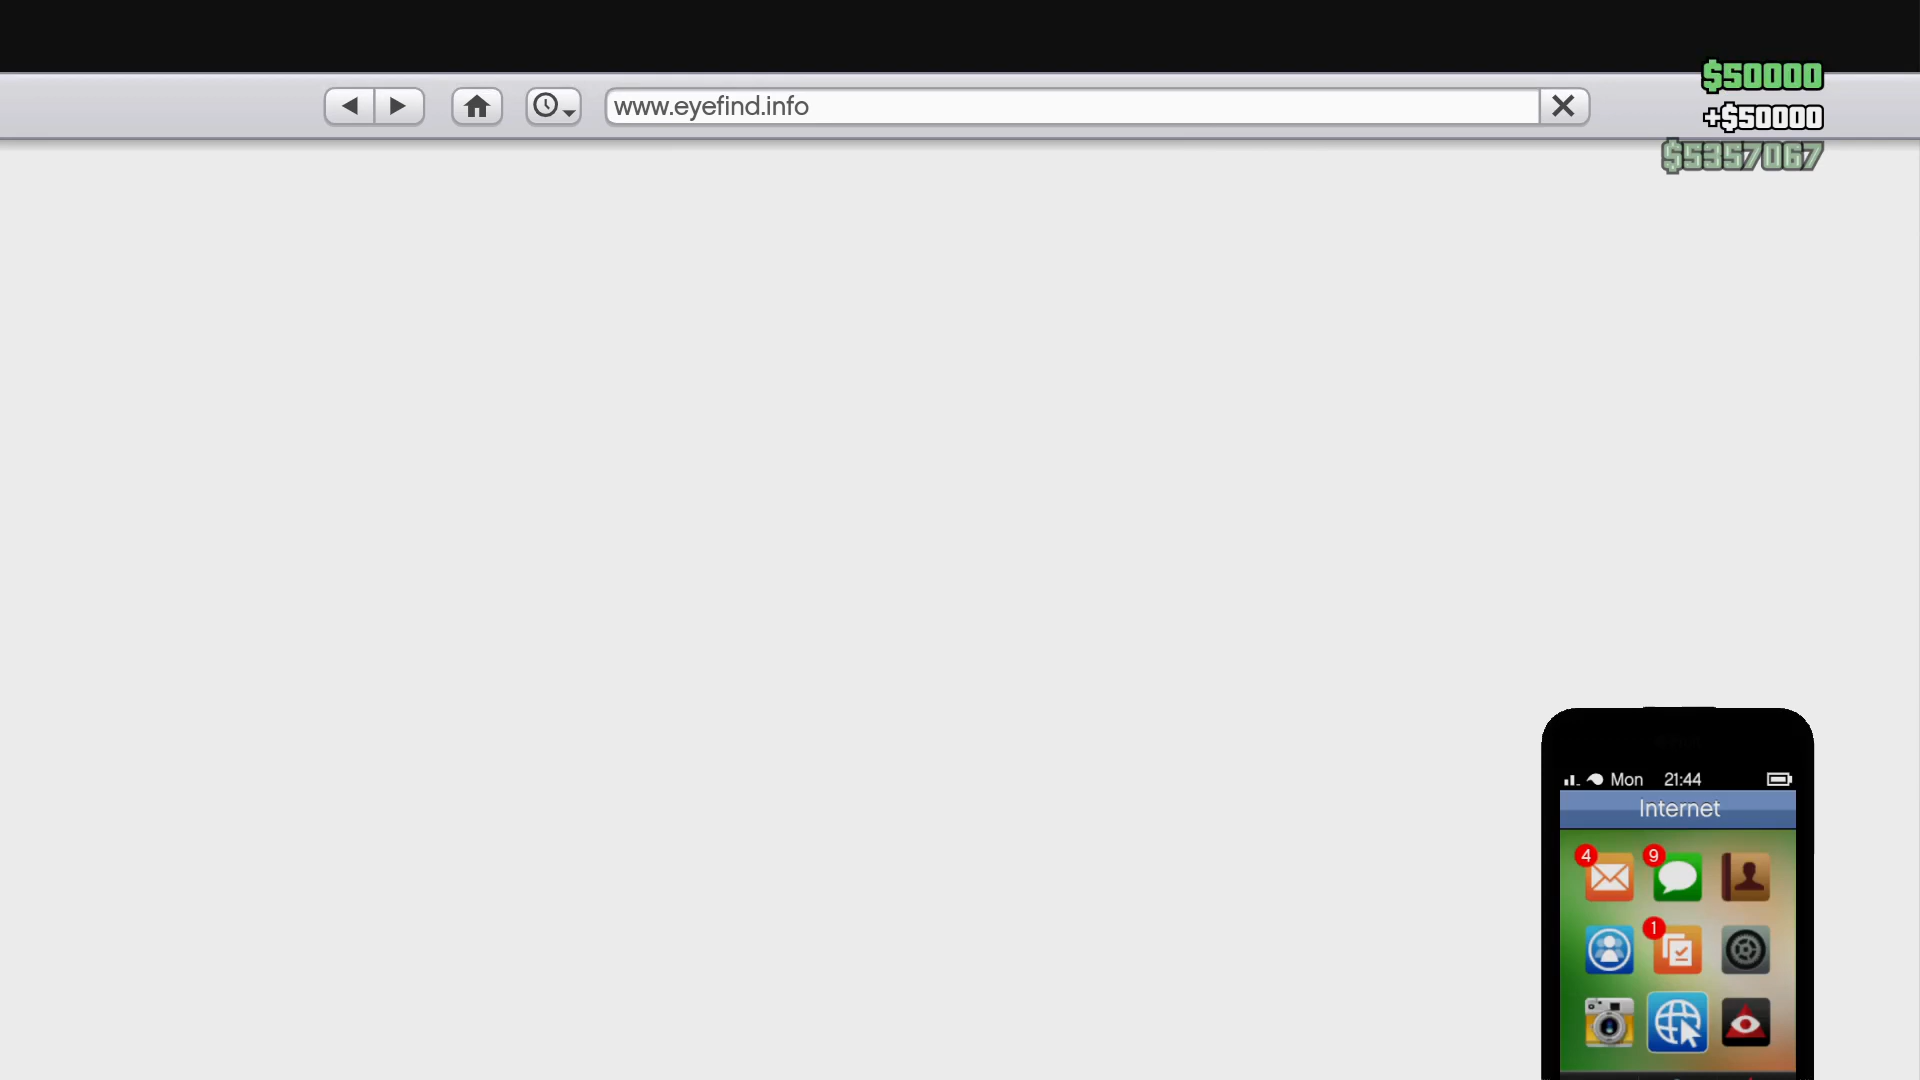 www.eyefind.info
$50000
+$50000
$5357067
Mon 21:44
Internet
4
9
1